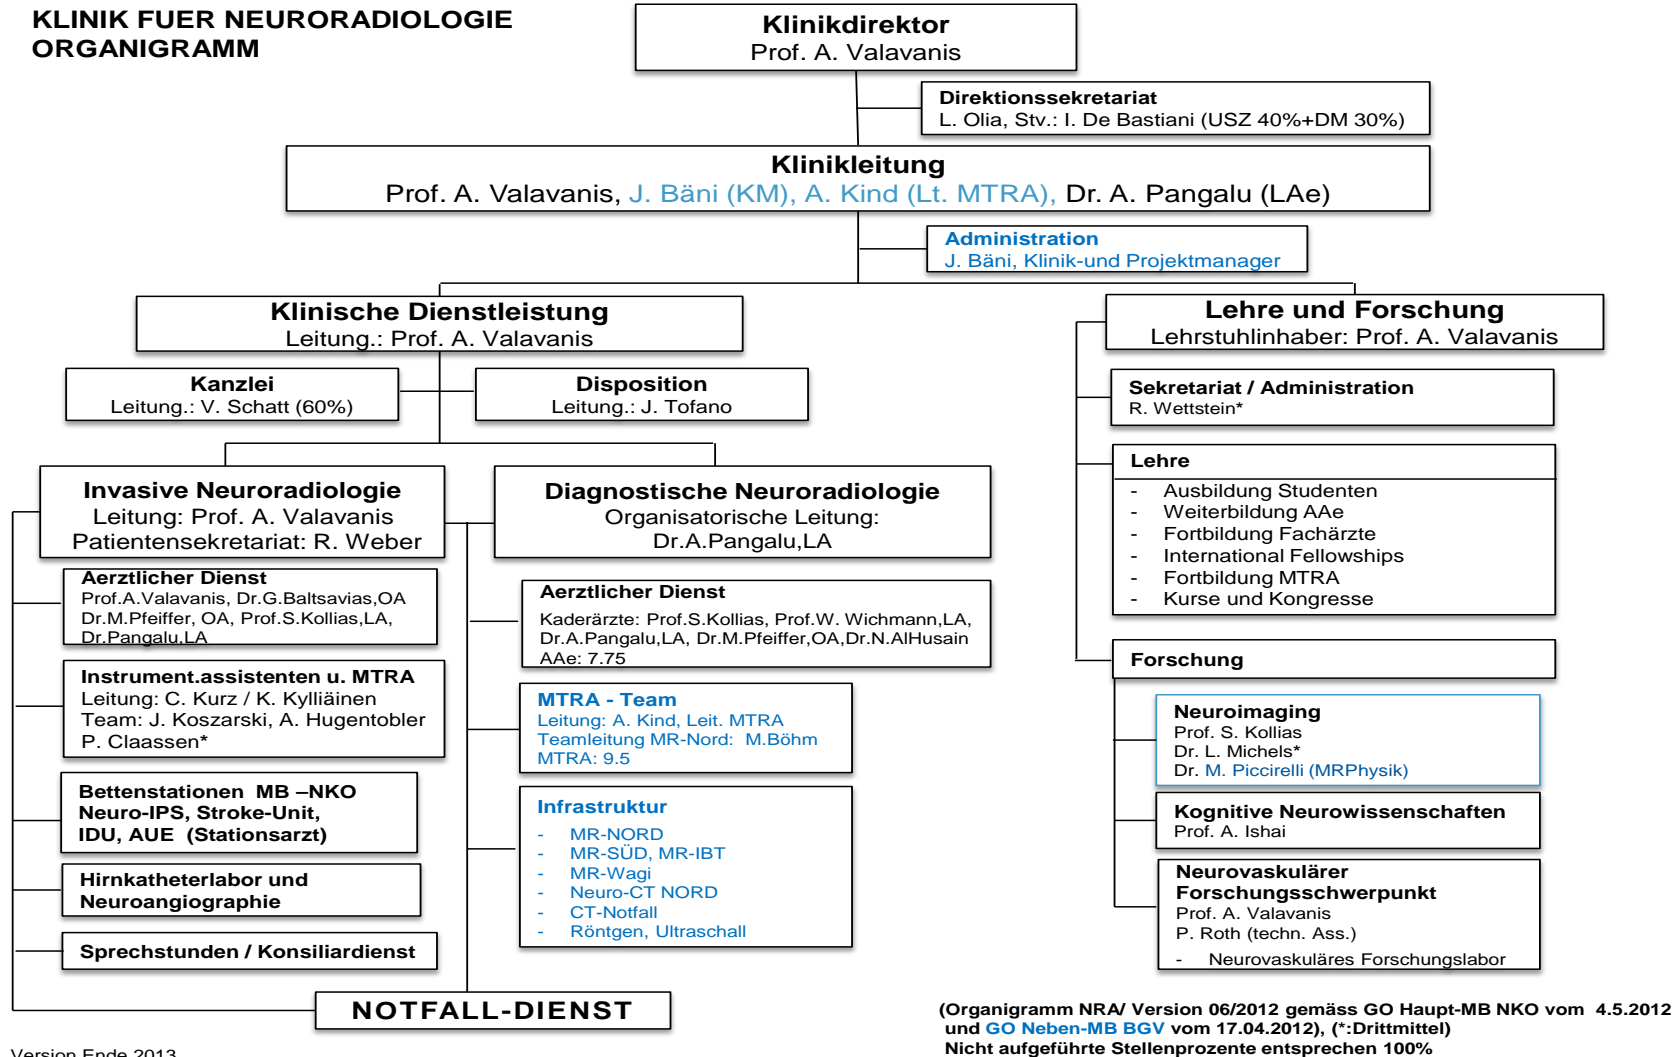 KLINIK FUER NEURORADIOLOGIE
ORGANIGRAMM
Klinikdirektor
Prof. A. Valavanis
Direktionssekretariat
L. Olia, Stv.: I. De Bastiani (USZ 40%+DM 30%)
Klinikleitung
Prof. A. Valavanis, J. Bäni (KM), A. Kind (Lt. MTRA), Dr. A. Pangalu (LAe)
Administration
J. Bäni, Klinik-und Projektmanager
Klinische Dienstleistung
Leitung.: Prof. A. Valavanis
Kanzlei
Leitung.: V. Schatt (60%)
Disposition
Leitung.: J. Tofano
Invasive Neuroradiologie
Leitung: Prof. A. Valavanis
Patientensekretariat: R. Weber
Aerztlicher Dienst
Prof.A.Valavanis, Dr.G.Baltsavias,OA
Dr.M.Pfeiffer, OA, Prof.S.Kollias,LA,
Dr.Pangalu,LA
Instrument.assistenten u. MTRA
Leitung: C. Kurz / K. Kylliäinen
Team: J. Koszarski, A. Hugentobler
P. Claassen*
Bettenstationen MB –NKO
Neuro-IPS, Stroke-Unit,
IDU, AUE (Stationsarzt)
Hirnkatheterlabor und
Neuroangiographie
Sprechstunden / Konsiliardienst
Diagnostische Neuroradiologie
Organisatorische Leitung:
Dr.A.Pangalu,LA
Aerztlicher Dienst
Kaderärzte: Prof.S.Kollias, Prof.W. Wichmann,LA,
Dr.A.Pangalu,LA, Dr.M.Pfeiffer,OA,Dr.N.AlHusain
AAe: 7.75
MTRA - Team
Leitung: A. Kind, Leit. MTRA
Teamleitung MR-Nord: M.Böhm
MTRA: 9.5
Infrastruktur
- MR-NORD
- MR-SÜD, MR-IBT
- MR-Wagi
- Neuro-CT NORD
- CT-Notfall
- Röntgen, Ultraschall
NOTFALL-DIENST
Lehre und Forschung
Lehrstuhlinhaber: Prof. A. Valavanis
Sekretariat / Administration
R. Wettstein*
Lehre
- Ausbildung Studenten
- Weiterbildung AAe
- Fortbildung Fachärzte
- International Fellowships
- Fortbildung MTRA
- Kurse und Kongresse
Forschung
Neuroimaging
Prof. S. Kollias
Dr. L. Michels*
Dr. M. Piccirelli (MRPhysik)
Kognitive Neurowissenschaften
Prof. A. Ishai
Neurovaskulärer
Forschungsschwerpunkt
Prof. A. Valavanis
P. Roth (techn. Ass.)
- Neurovaskuläres Forschungslabor
(Organigramm NRA/ Version 06/2012 gemäss GO Haupt-MB NKO vom 4.5.2012
und GO Neben-MB BGV vom 17.04.2012), (*:Drittmittel)
Nicht aufgeführte Stellenprozente entsprechen 100%
Version Ende 2013